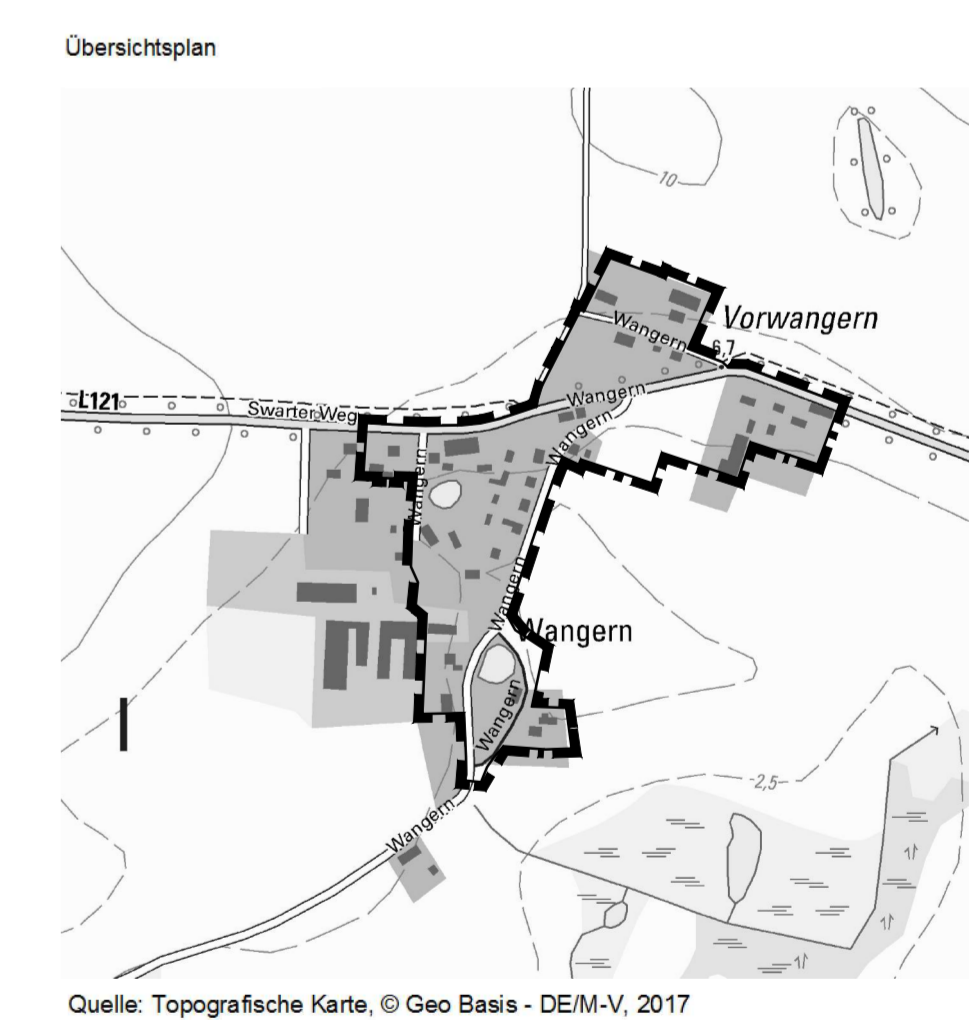 Übersichtsplan
10
Vorwangern
Wangern
6,7
L121
Swarter Weg
Wangern
Wangern
Wangern
Wangern
Wangern
Wangern
2,5
Wangern
Quelle: Topografische Karte, © Geo Basis - DE/M-V, 2017